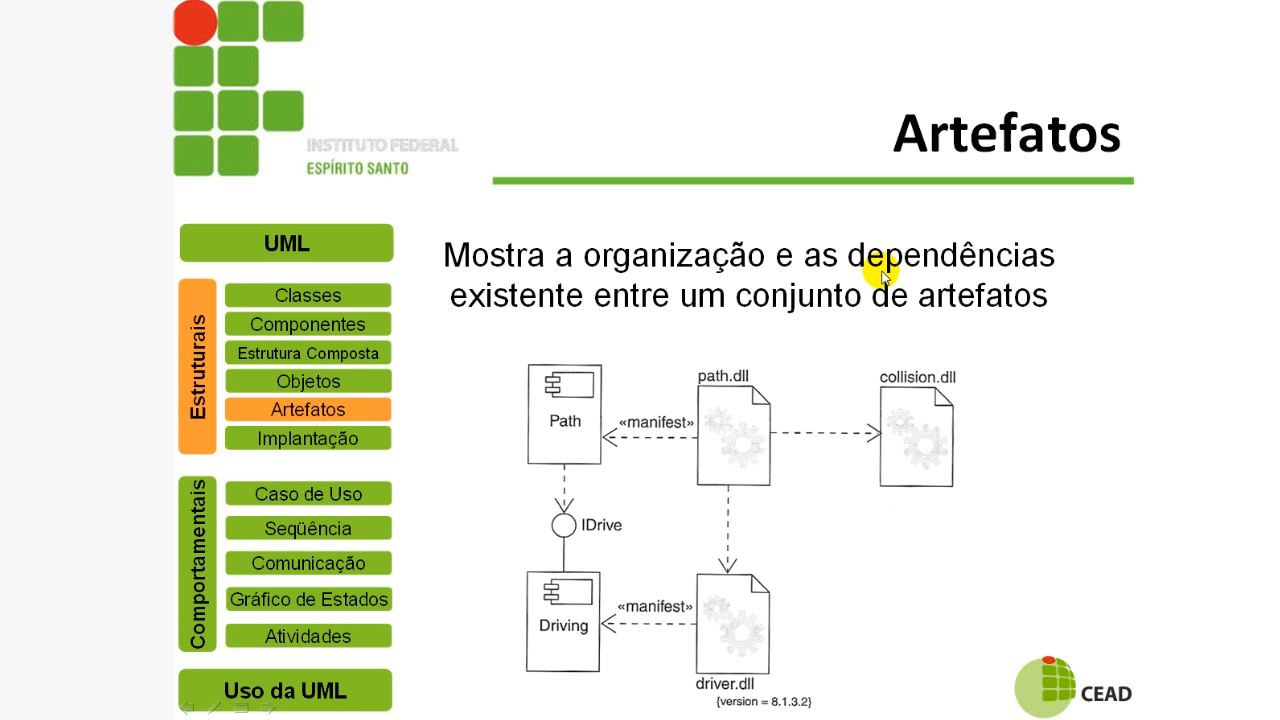 INSTITUTO FEDERAL
ESPÍRITO SANTO
Artefatos
UML
Estruturais
Classes
Componentes
Estrutura Composta
Objetos
Artefatos
Implantação
Comportamentais
Caso de Uso
Seqüência
Comunicação
Gráfico de Estados
Atividades
Uso da UML
Mostra a organização e as dependências
existente entre um conjunto de artefatos
path.dll
collision.dll
Path
«manifest»
IDrive
«manifest»
Driving
driver.dll
{version = 8.1.3.2}
CEAD